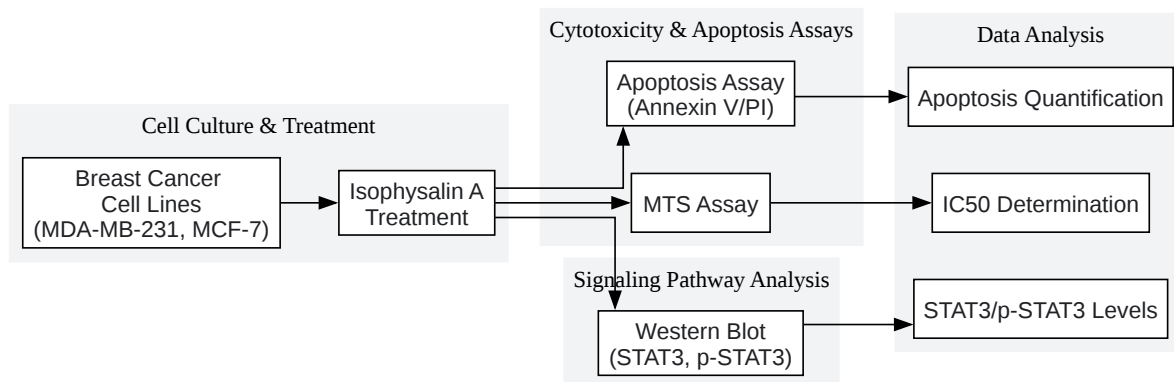 Cell Culture & Treatment
Breast Cancer
Cell Lines
(MDA-MB-231, MCF-7)
Isophysalin A
Treatment
Cytotoxicity & Apoptosis Assays
Apoptosis Assay
(Annexin V/PI)
MTS Assay
Signaling Pathway Analysis
Western Blot
(STAT3, p-STAT3)
Data Analysis
Apoptosis Quantification
IC50 Determination
STAT3/p-STAT3 Levels